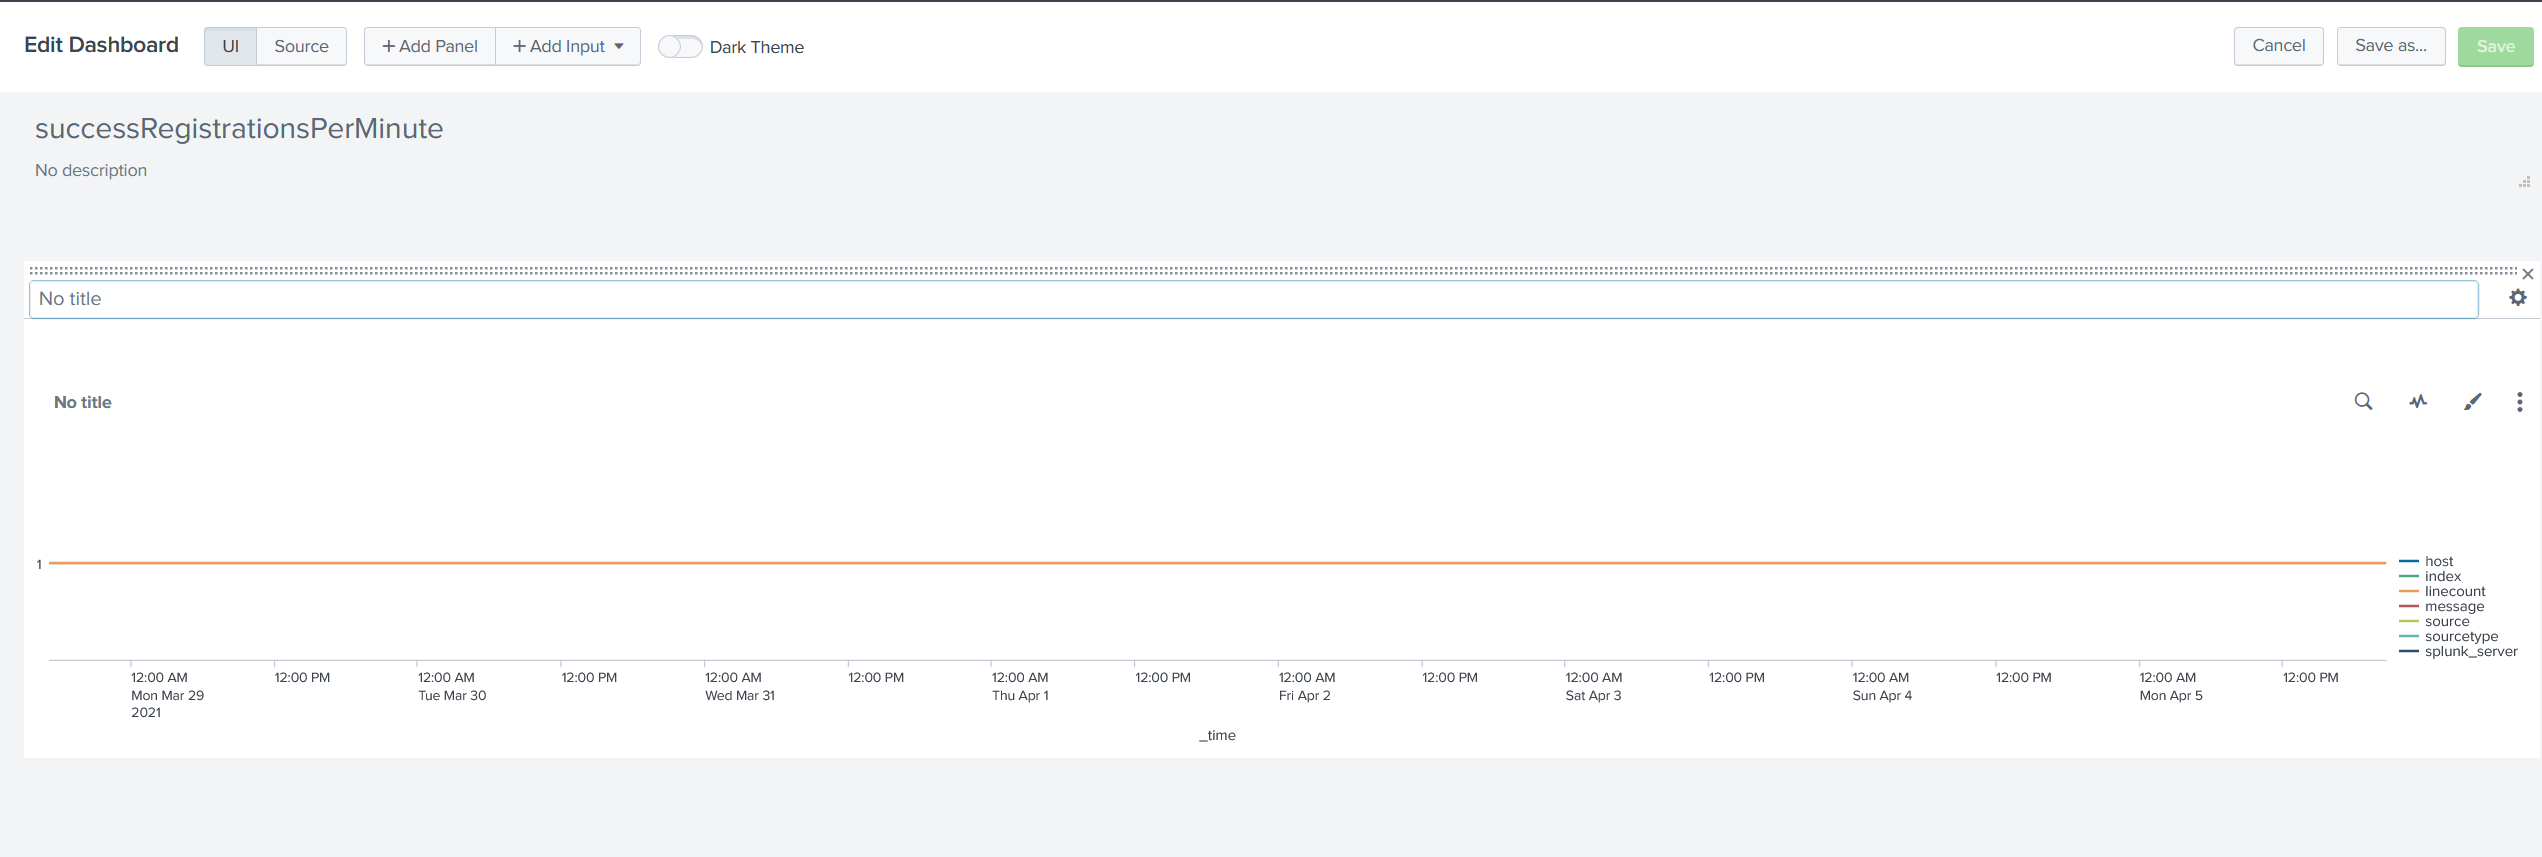 Edit Dashboard UI Source + Add Panel + Add Input Dark Theme Cancel Save as... Save
successRegistrationsPerMinute
No description
No title
No title
1
host
index
linecount
message
source
sourcetype
splunk_server
12:00 AM 12:00 PM 12:00 AM 12:00 PM 12:00 AM 12:00 PM 12:00 AM 12:00 PM 12:00 AM 12:00 PM 12:00 AM 12:00 PM 12:00 AM 12:00 PM 12:00 AM 12:00 PM
Mon Mar 29 Tue Mar 30 Wed Mar 31 Thu Apr 1 Fri Apr 2 Sat Apr 3 Sun Apr 4 Mon Apr 5
2021
_time